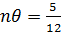 nθ = 5/12